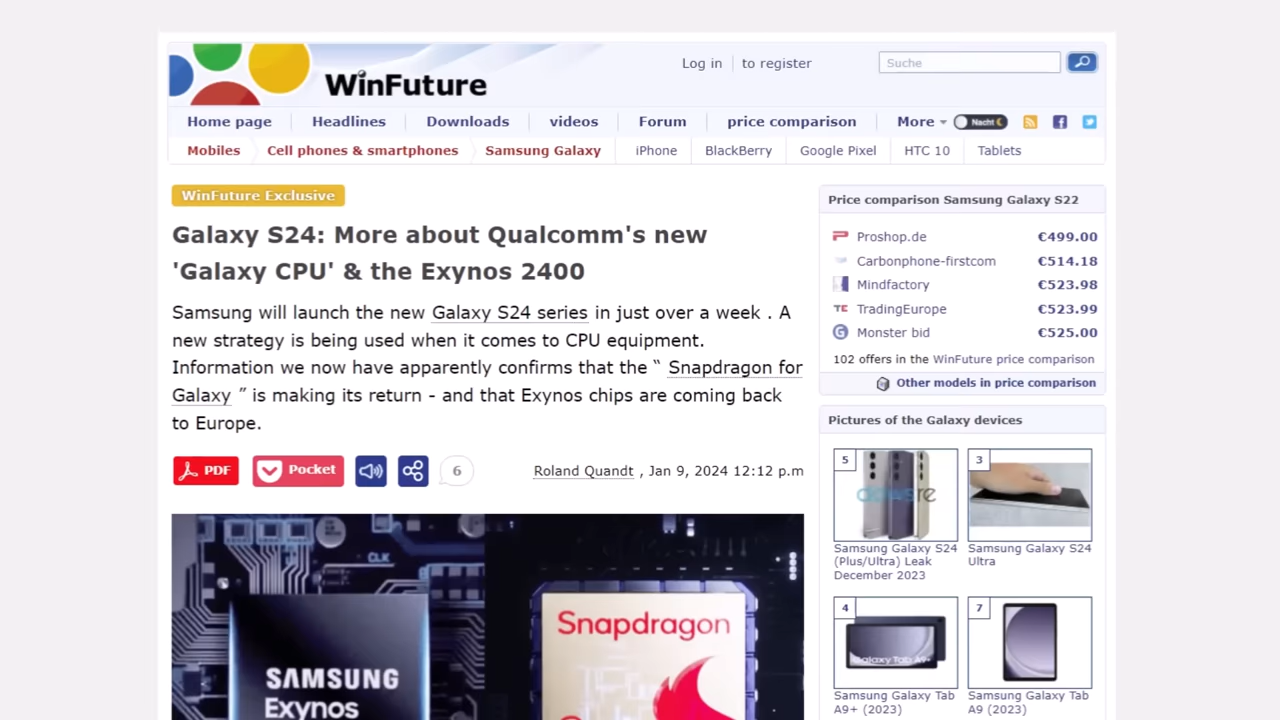 WinFuture
Log in
to register
Suche
Home page
Headlines
Downloads
videos
Forum
price comparison
More
Nacht
Mobiles
Cell phones & smartphones
Samsung Galaxy
iPhone
BlackBerry
Google Pixel
HTC 10
Tablets
WinFuture Exclusive
Galaxy S24: More about Qualcomm's new
'Galaxy CPU' & the Exynos 2400
Samsung will launch the new Galaxy S24 series in just over a week . A
new strategy is being used when it comes to CPU equipment.
Information we now have apparently confirms that the “ Snapdragon for
Galaxy ” is making its return - and that Exynos chips are coming back
to Europe.
PDF
Pocket
6
Roland Quandt , Jan 9, 2024 12:12 p.m
CLK
SAMSUNG
Exynos
Snapdragon
Price comparison Samsung Galaxy S22
Proshop.de €499.00
Carbonphone-firstcom €514.18
Mindfactory €523.98
TC TradingEurope €523.99
G Monster bid €525.00
102 offers in the WinFuture price comparison
Other models in price comparison
Pictures of the Galaxy devices
5
3
Samsung Galaxy S24
(Plus/Ultra) Leak
December 2023
Samsung Galaxy S24
Ultra
4
7
Galaxy Tab A9+
Samsung Galaxy Tab
A9+ (2023)
Samsung Galaxy Tab
A9 (2023)